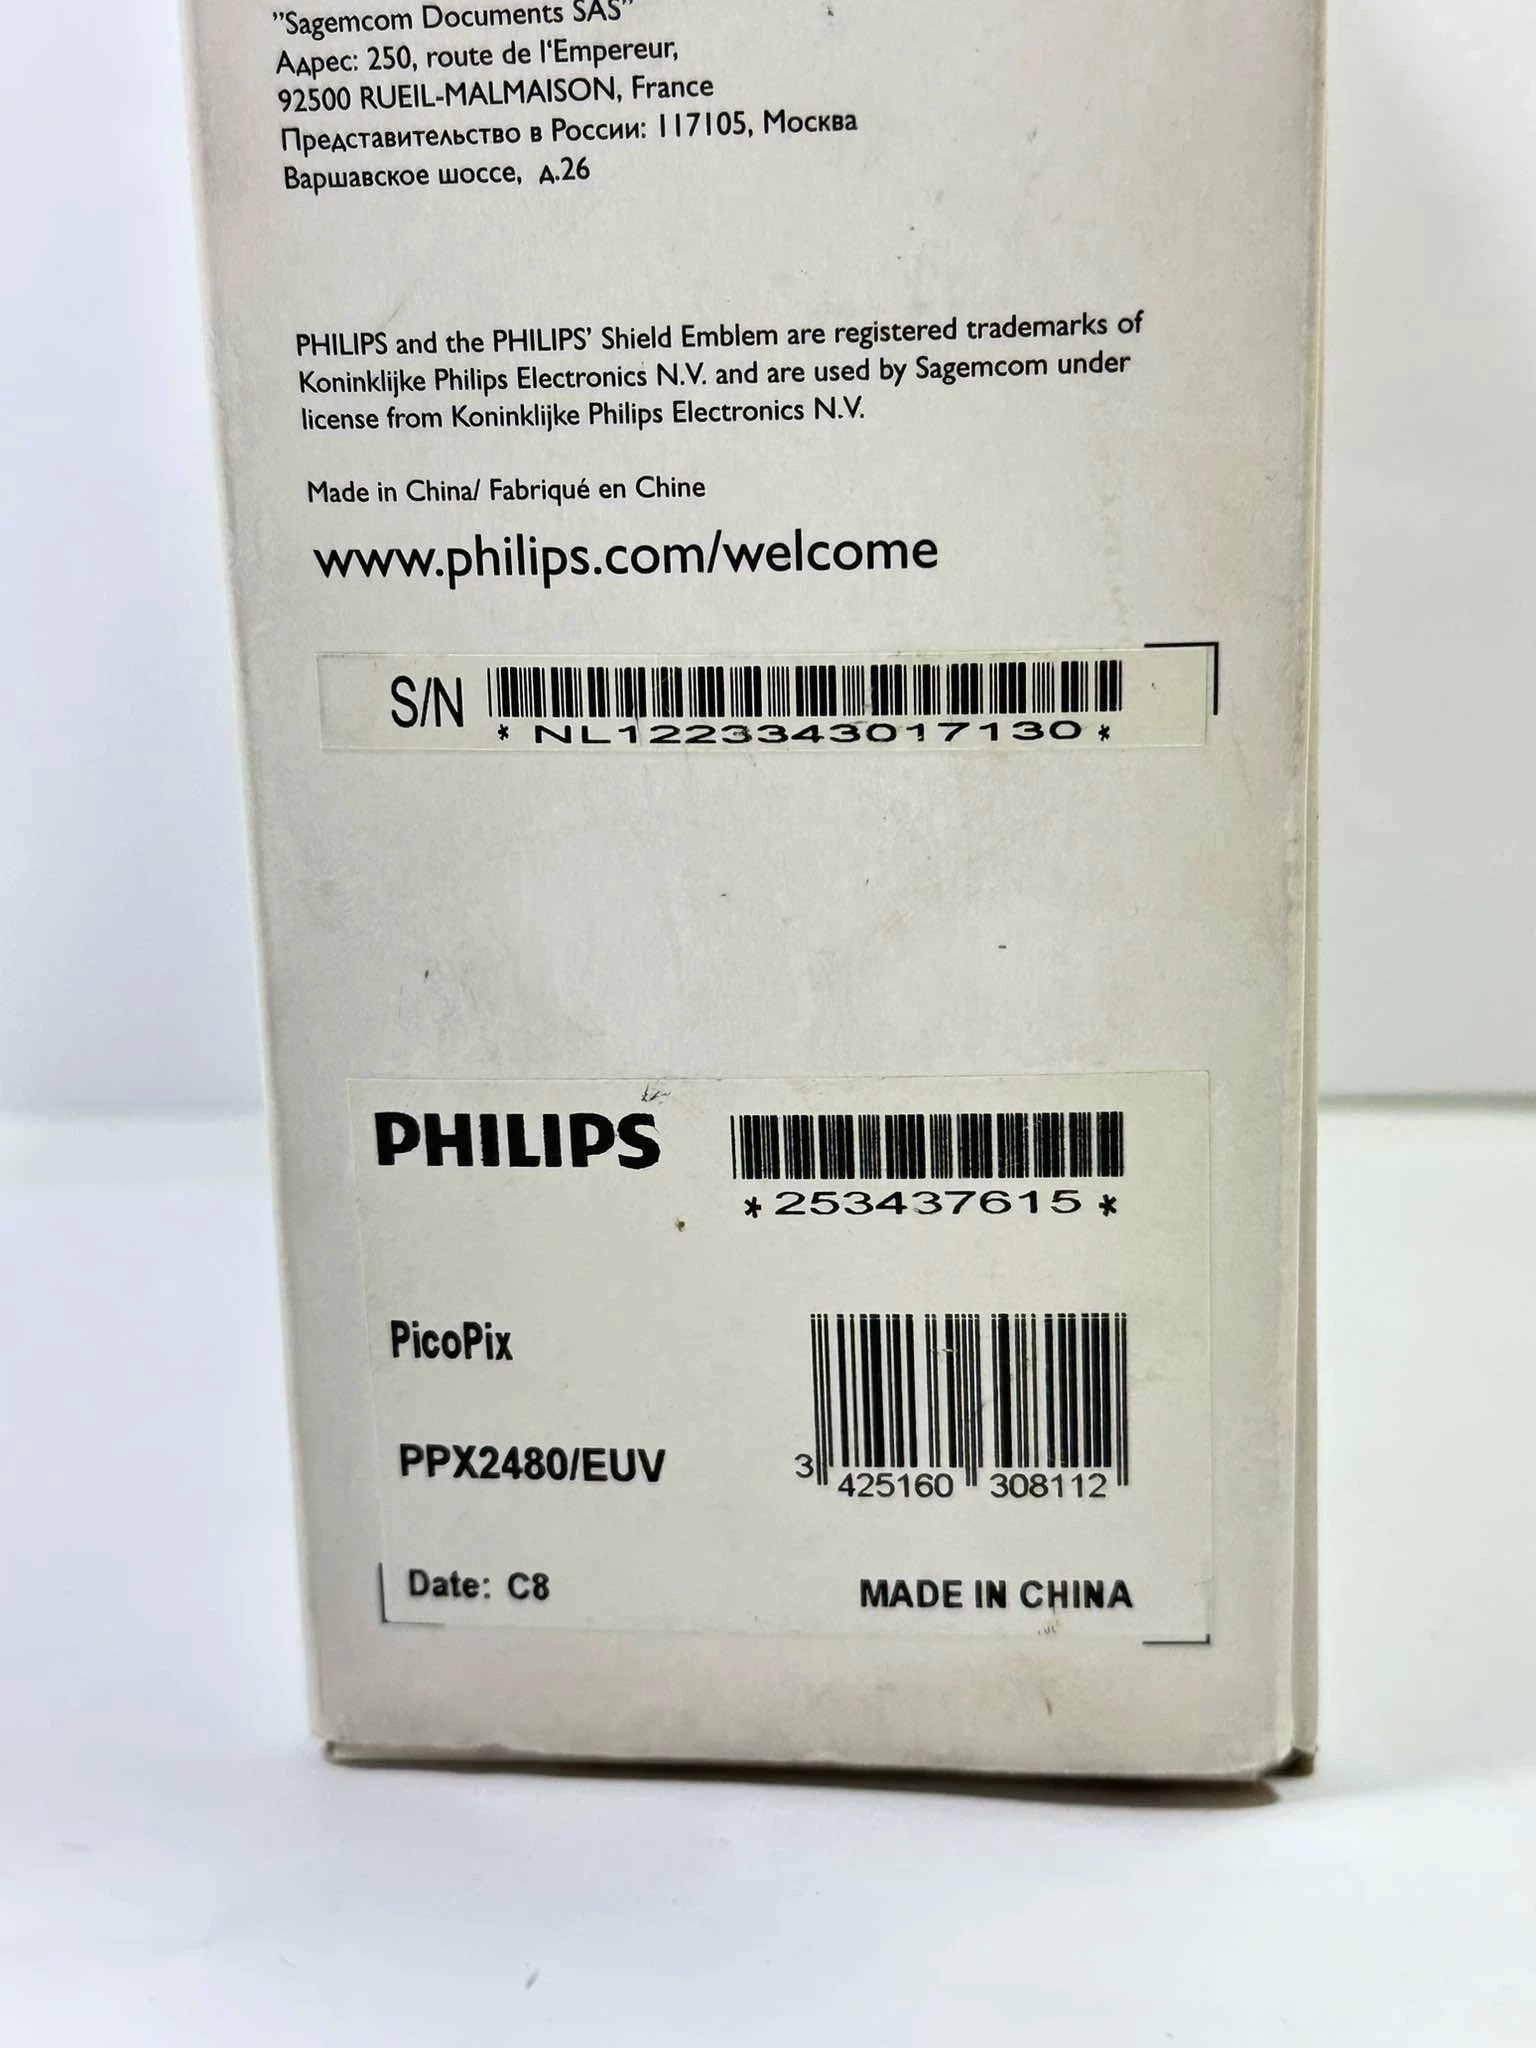 "Sagemcom Documents SAS"
Адрес: 250, route de l'Empereur,
92500 RUEIL-MALMAISON, France
Представительство в России: 117105, Москва
Варшавское шоссе, д.26
PHILIPS and the PHILIPS' Shield Emblem are registered trademarks of
Koninklijke Philips Electronics N.V. and are used by Sagemcom under
license from Koninklijke Philips Electronics N.V.
Made in China/ Fabriqué en Chine
www.philips.com/welcome
S/N
*NL1223343017130*
PHILIPS
*253437615*
PicoPix
PPX2480/EUV
3 425160 308112
Date: C8
MADE IN CHINA